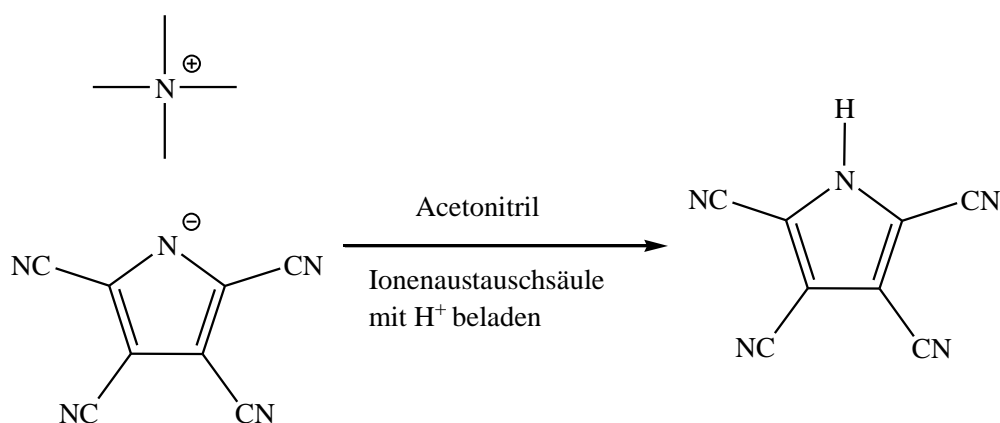 N ⊕
N ⊖
NC
CN
NC
CN
Acetonitril
Ionenaustauschsäule
mit H⁺ beladen
H
N
NC
CN
NC
CN